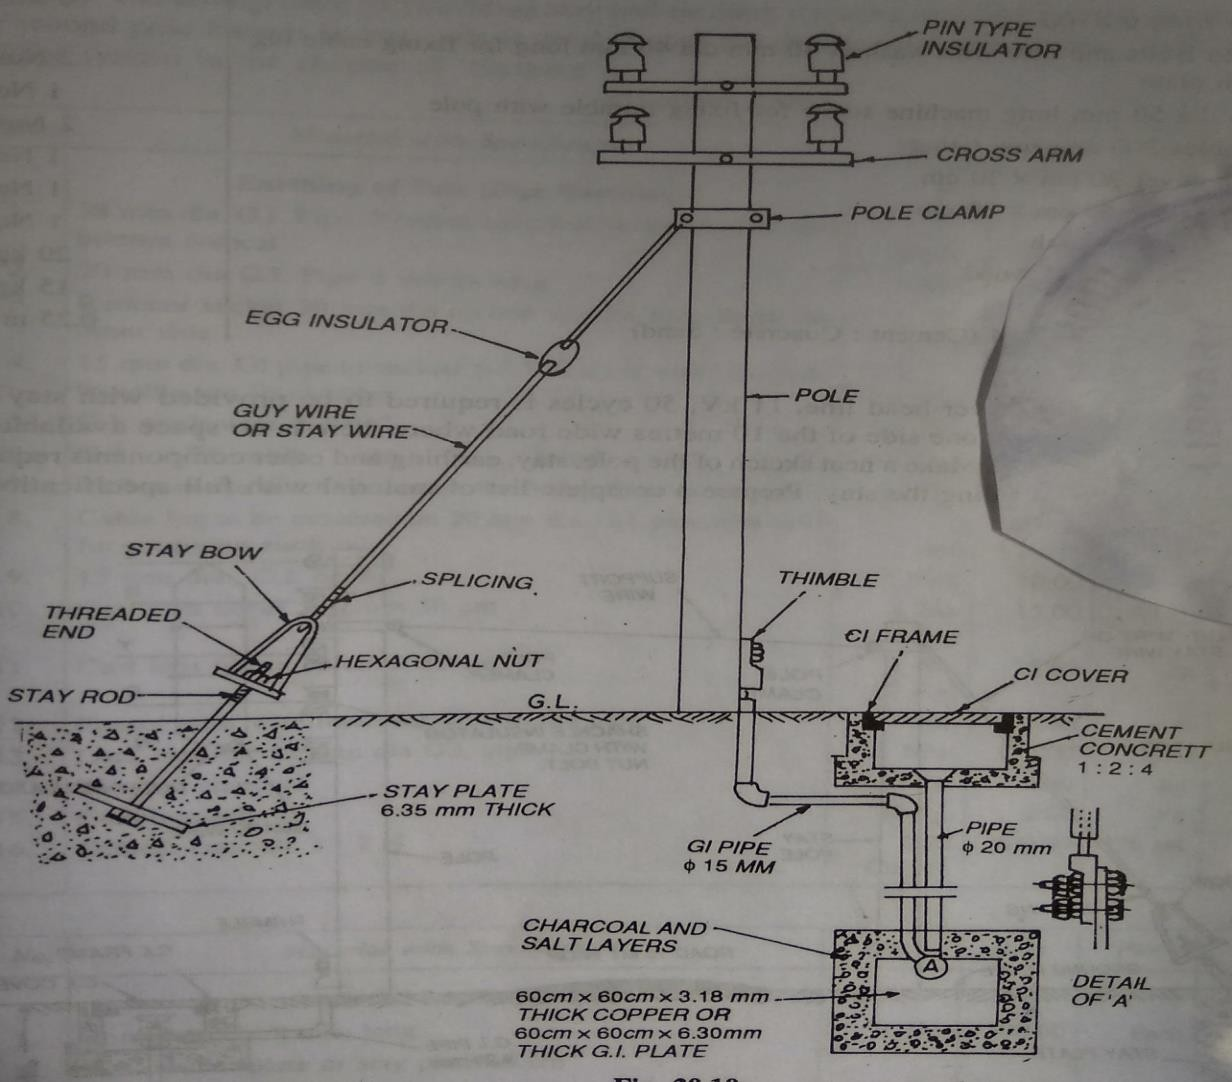 PIN TYPE
INSULATOR
CROSS ARM
POLE CLAMP
EGG INSULATOR
POLE
GUY WIRE
OR STAY WIRE
STAY BOW
SPLICING
THIMBLE
THREADED
END
CI FRAME
HEXAGONAL NUT
CI COVER
STAY ROD
G.L.
CEMENT
CONCRETT
1 : 2 : 4
STAY PLATE
6.35 mm THICK
PIPE
ϕ 20 mm
GI PIPE
ϕ 15 MM
CHARCOAL AND
SALT LAYERS
A
DETAIL
OF 'A'
60cm x 60cm x 3.18 mm
THICK COPPER OR
60cm x 60cm x 6.30mm
THICK G.I. PLATE